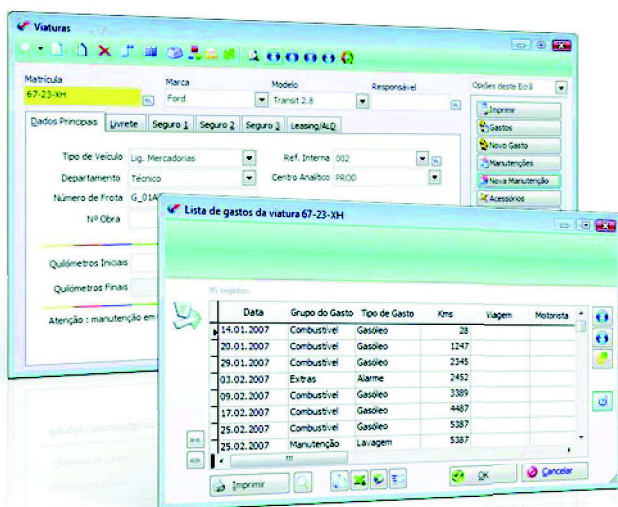 Viaturas
Matrícula Marca Modelo Responsável Opções deste Ecrã
67-23-XH Ford Transit 2.8 Imprimir
Gastos
Dados Principais Livrete Seguro 1 Seguro 2 Seguro 3 Leasing/ALD Novo Gasto
Tipo de Veículo Lig. Mercadorias Ref. Interna 002 Manutenções
Departamento Técnico Centro Analítico PROD Nova Manutenção
Número de Frota G_01A Acessórios
Nº Obra
Quilómetros Iniciais
Quilómetros Finais
Atenção : manutenção em
Lista de gastos da viatura 67-23-XH
95 registos.
Data Grupo do Gasto Tipo de Gasto Kms Viagem Motorista
14.01.2007 Combustível Gasóleo 28
20.01.2007 Combustível Gasóleo 1247
29.01.2007 Combustível Gasóleo 2345
03.02.2007 Extras Alarme 2452
09.02.2007 Combustível Gasóleo 3389
17.02.2007 Combustível Gasóleo 4487
25.02.2007 Combustível Gasóleo 5387
25.02.2007 Manutenção Lavagem 5387
Imprimir OK Cancelar